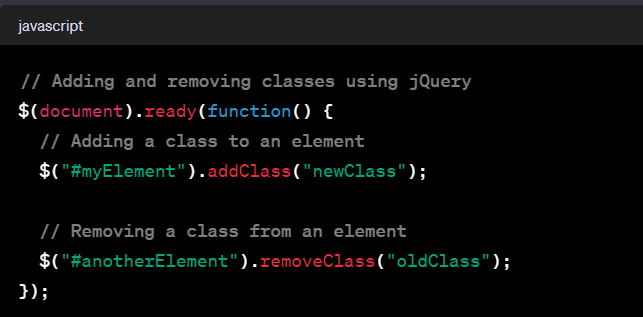 javascript
// Adding and removing classes using jQuery
$(document).ready(function() {
// Adding a class to an element
$("#myElement").addClass("newClass");
// Removing a class from an element
$("#anotherElement").removeClass("oldClass");
});